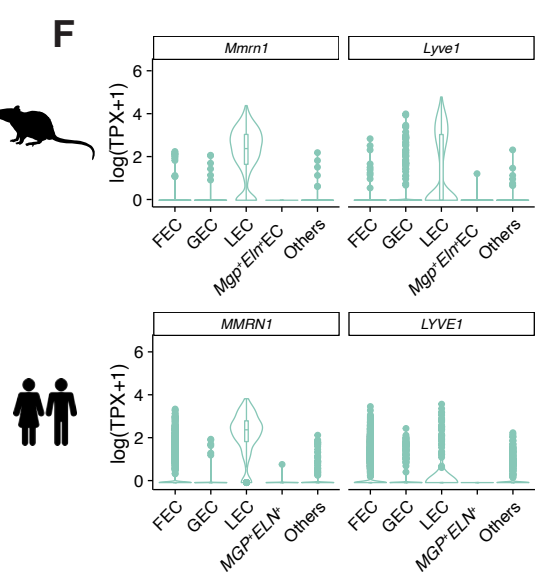 F
Mmrn1 Lyve1
log(TPX+1)
6
4
2
0
FEC GEC LEC Mgp⁺Eln⁺EC Others FEC GEC LEC Mgp⁺Eln⁺EC Others
MMRN1 LYVE1
log(TPX+1)
6
4
2
0
FEC GEC LEC MGP⁺ELN⁺ Others FEC GEC LEC MGP⁺ELN⁺ Others